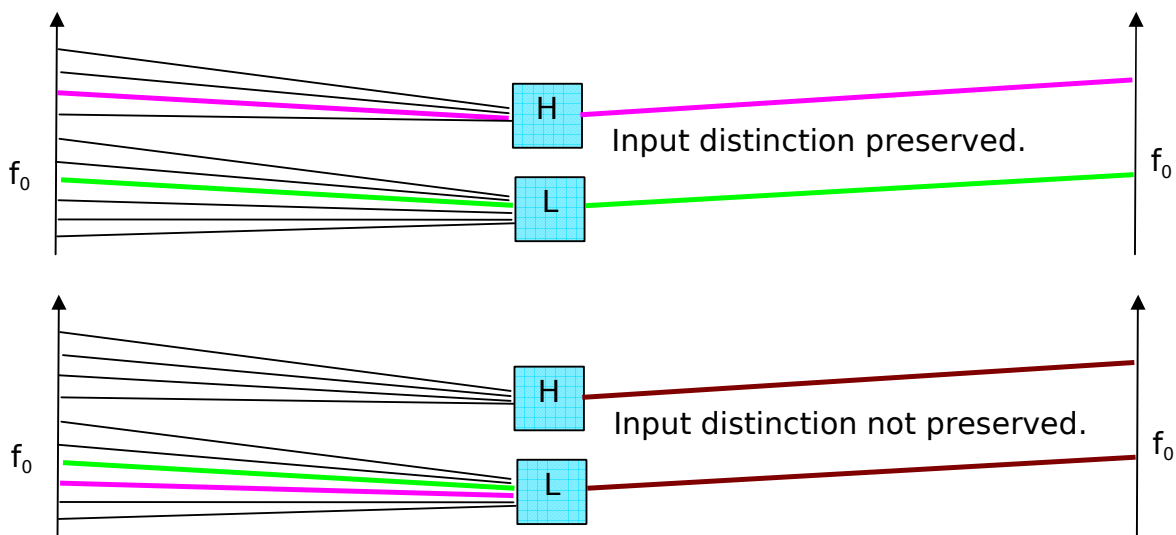 H
Input distinction preserved.
f₀
f₀
L
H
Input distinction not preserved.
f₀
f₀
L